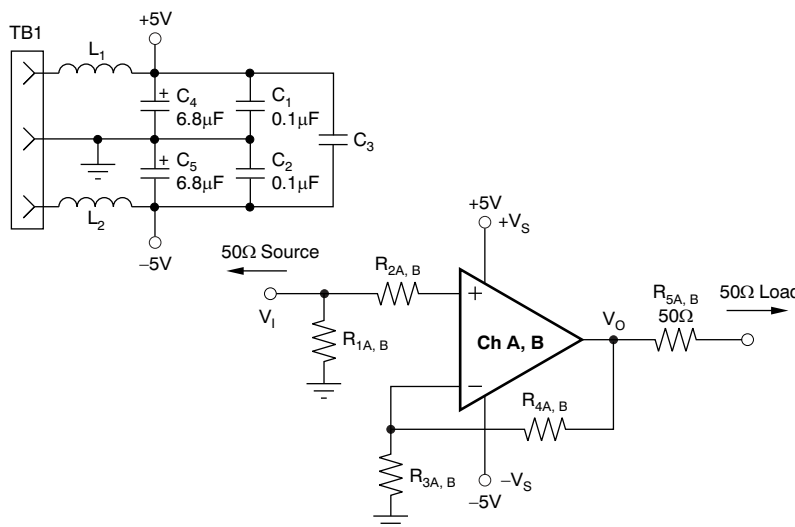 +5V
TB1
L1
+
C4
6.8μF
C1
0.1μF
C3
+
C5
6.8μF
C2
0.1μF
L2
−5V
50Ω Source
VI
R1A, B
R2A, B
+5V
+VS
+
−
Ch A, B
VO
R5A, B
50Ω
50Ω Load
R4A, B
R3A, B
−VS
−5V